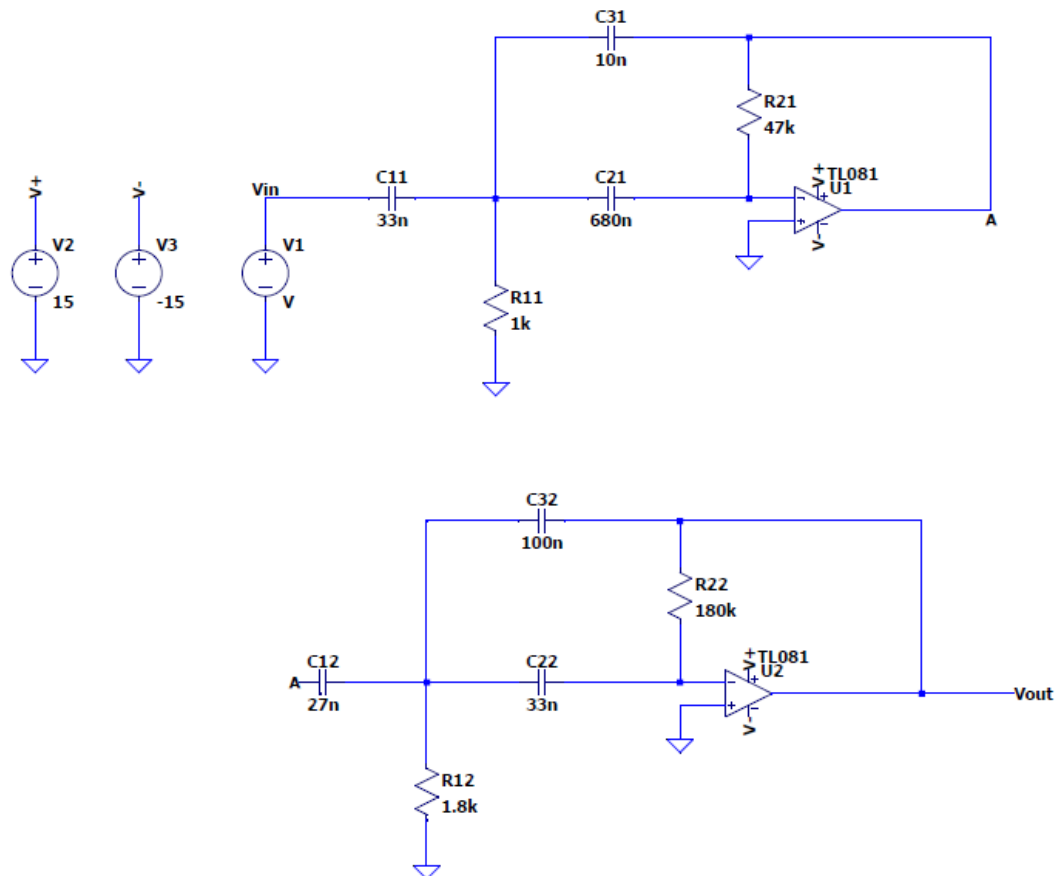 C31
10n
R21
47k
V+
V-
Vin
C11
33n
C21
680n
V+
TL081
U1
V-
A
V2
15
V3
-15
V1
V
R11
1k
C32
100n
R22
180k
A
C12
27n
C22
33n
V+
TL081
U2
V-
Vout
R12
1.8k